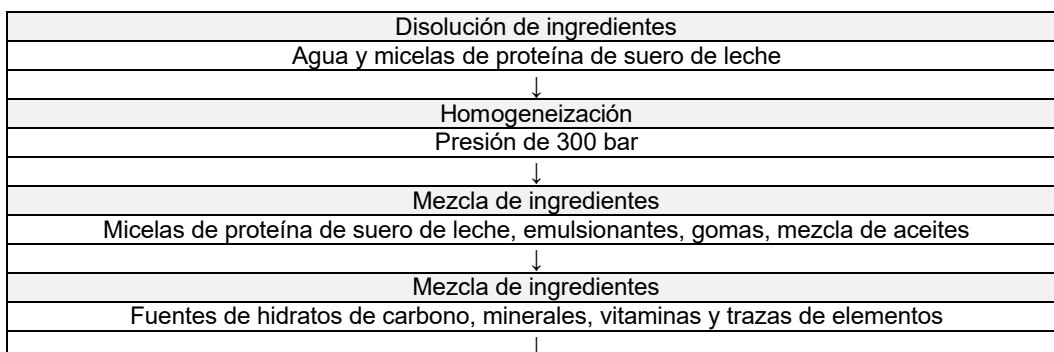 Disolución de ingredientes
Agua y micelas de proteína de suero de leche
↓
Homogeneización
Presión de 300 bar
↓
Mezcla de ingredientes
Micelas de proteína de suero de leche, emulsionantes, gomas, mezcla de aceites
↓
Mezcla de ingredientes
Fuentes de hidratos de carbono, minerales, vitaminas y trazas de elementos